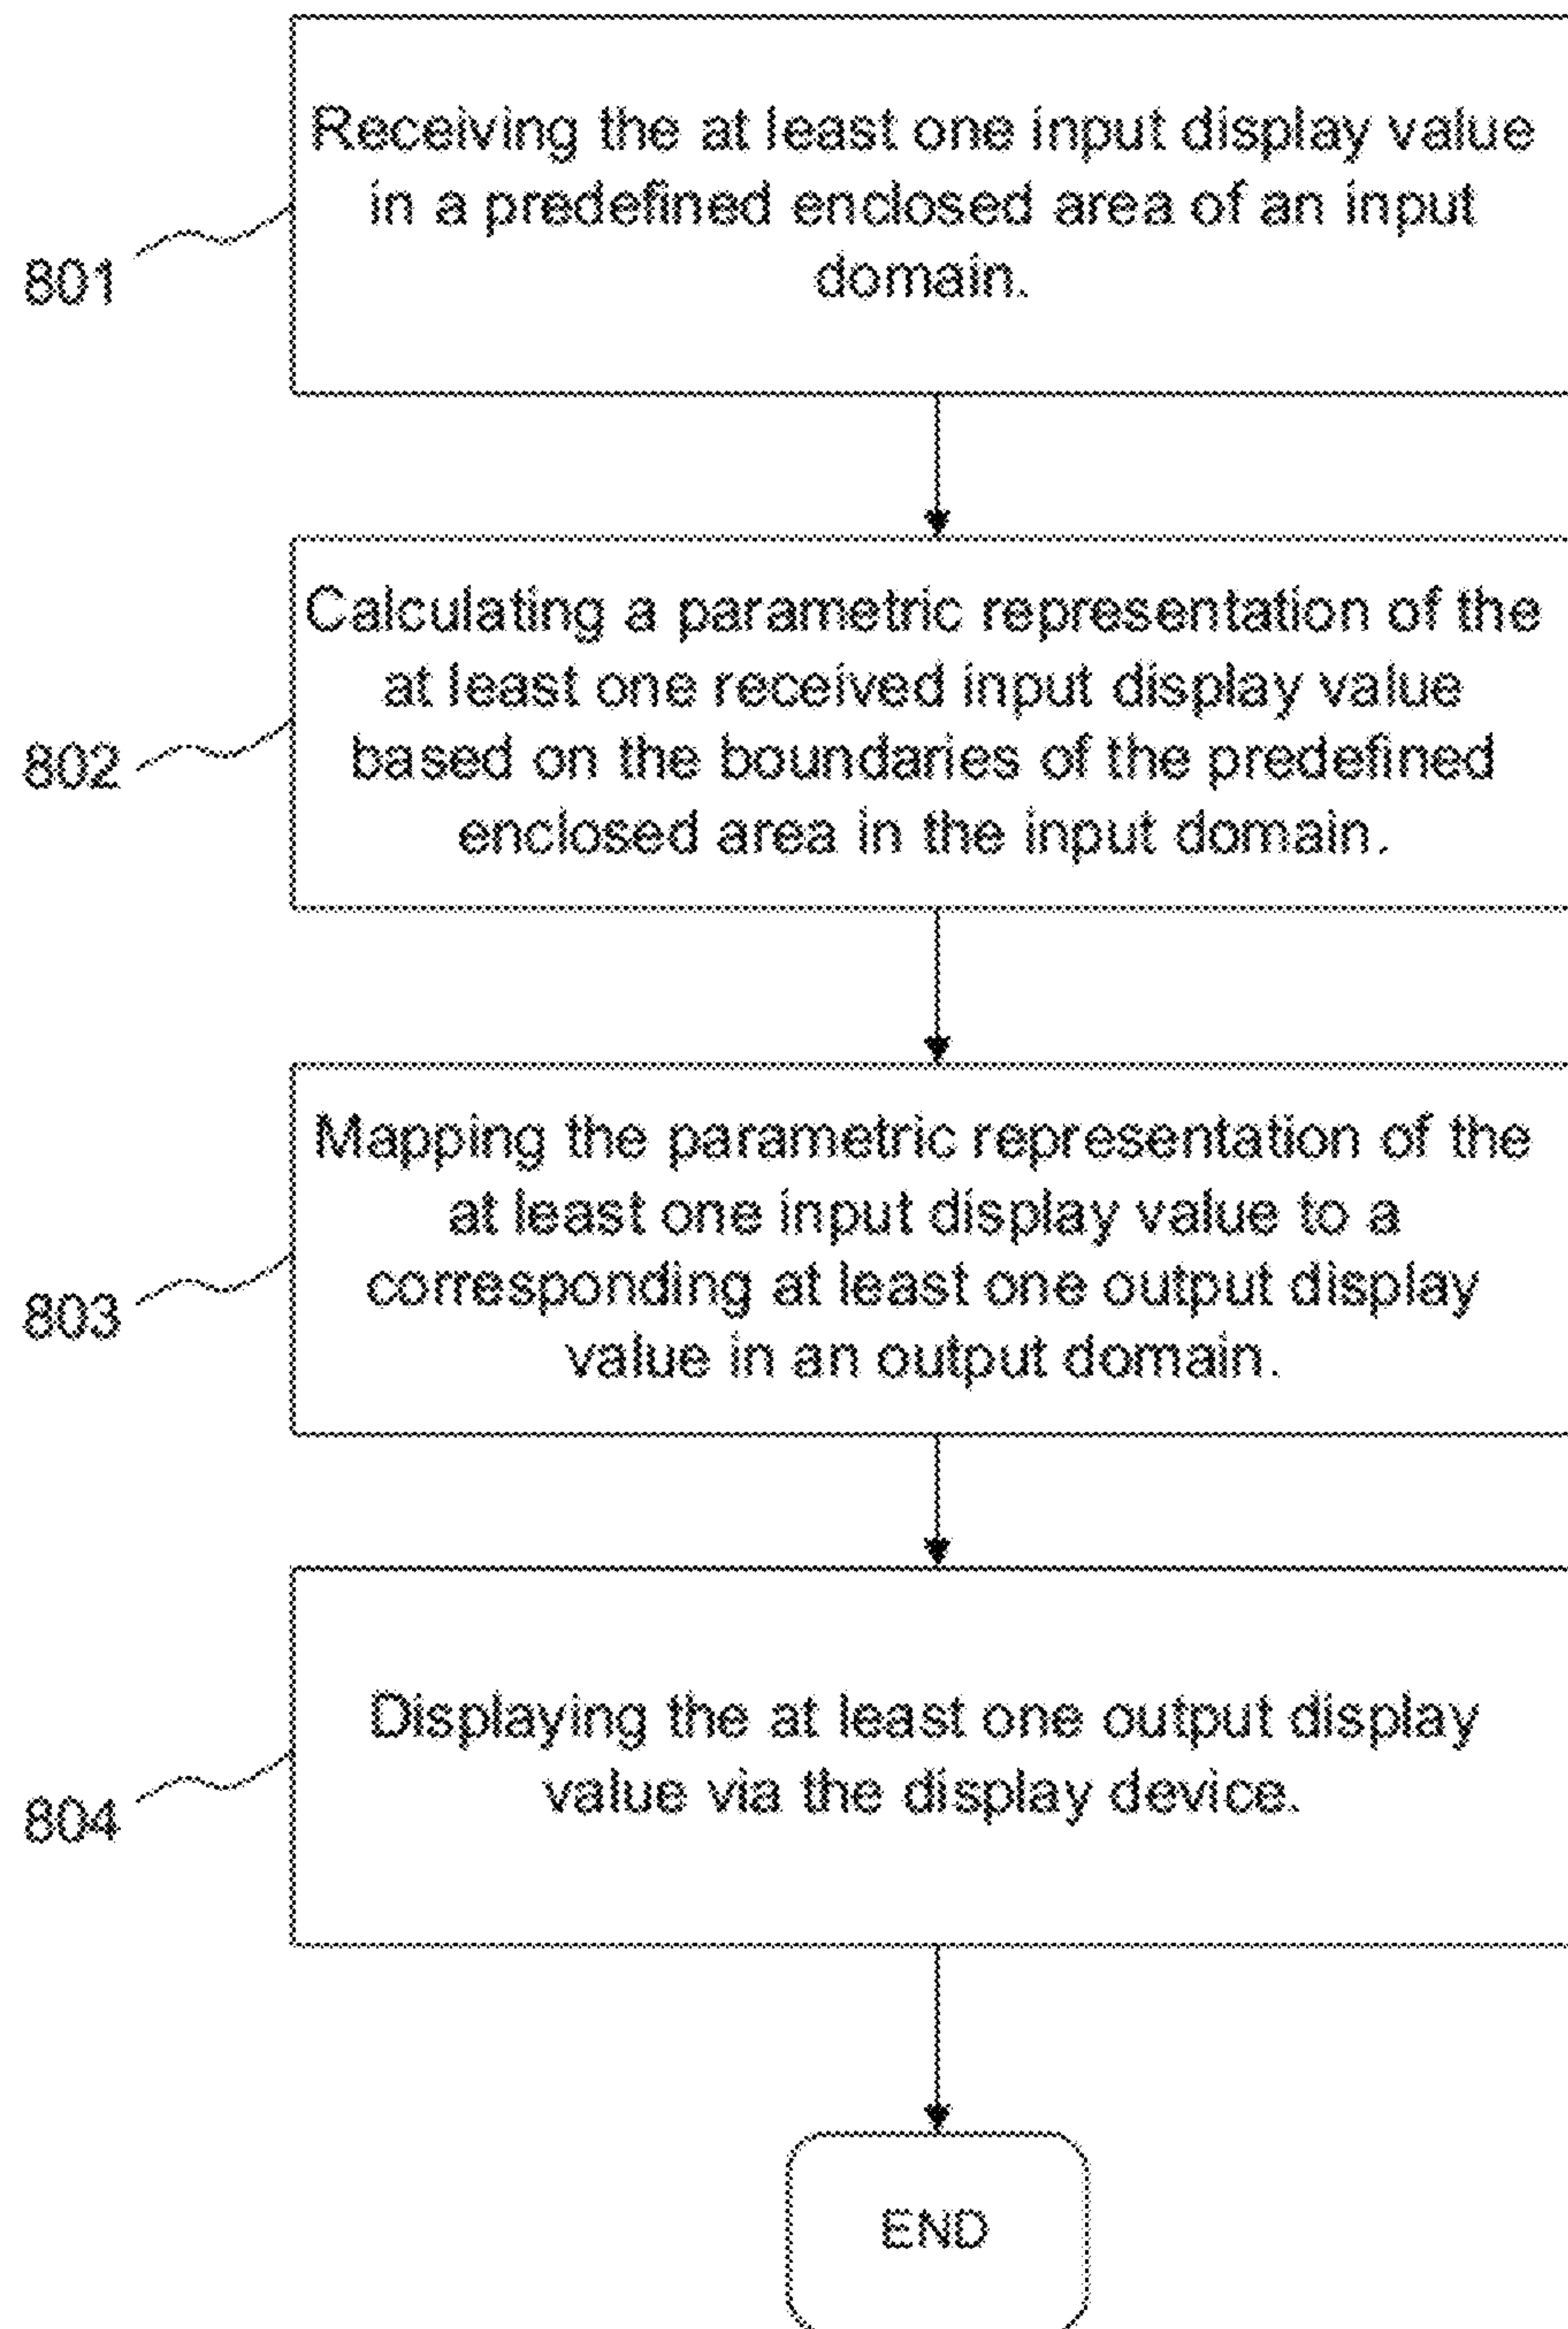 Receiving the at least one input display value
in a predefined enclosed area of an input
domain.
801
Calculating a parametric representation of the
at least one received input display value
based on the boundaries of the predefined
enclosed area in the input domain.
802
Mapping the parametric representation of the
at least one input display value to a
corresponding at least one output display
value in an output domain.
803
Displaying the at least one output display
value via the display device.
804
END